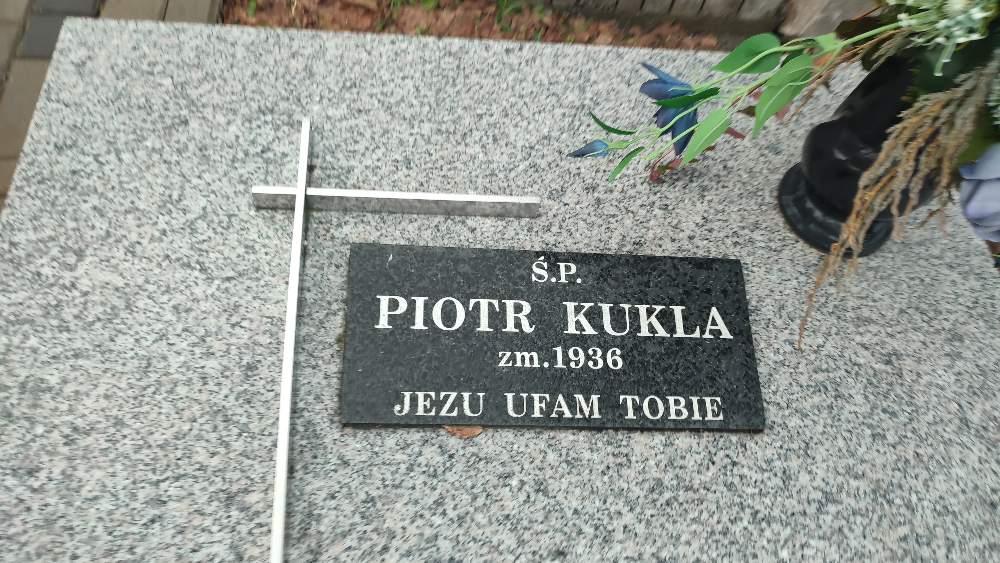 Ś.P.
PIOTR KUKLA
zm.1936
JEZU UFAM TOBIE